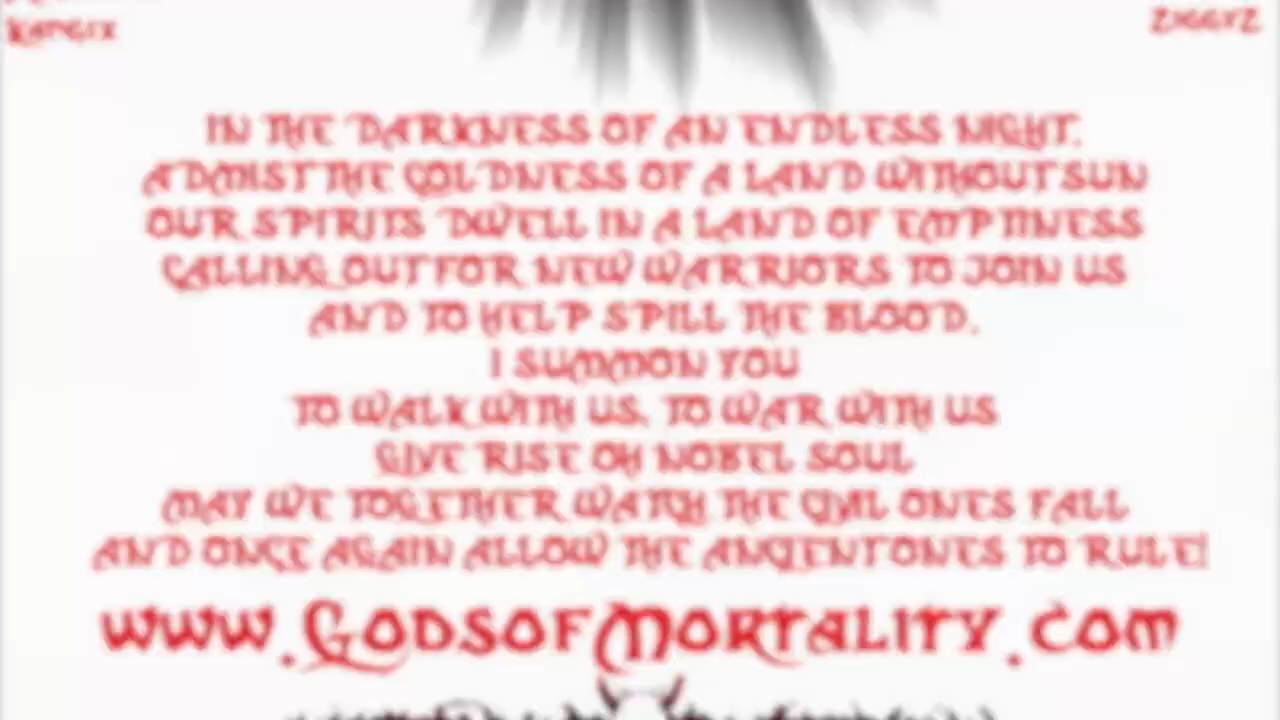 ZIGGYZ
IN THE DARKNESS OF AN ENDLESS NIGHT.
ADMIST THE COLDNESS OF A LAND WITHOUT SUN
OUR SPIRITS DWELL IN A LAND OF EMPTINESS
CALLING OUT FOR NEW WARRIORS TO JOIN US
AND TO HELP SPILL THE BLOOD.
I SUMMON YOU
TO WALK WITH US, TO WAR WITH US
GIVE RISE OH NOBEL SOUL
MAY WE TOGETHER WATCH THE CIVIL ONES FALL
AND ONCE AGAIN ALLOW THE ANCIENT ONES TO RULE!
WWW.GODSOFMORTALITY.COM